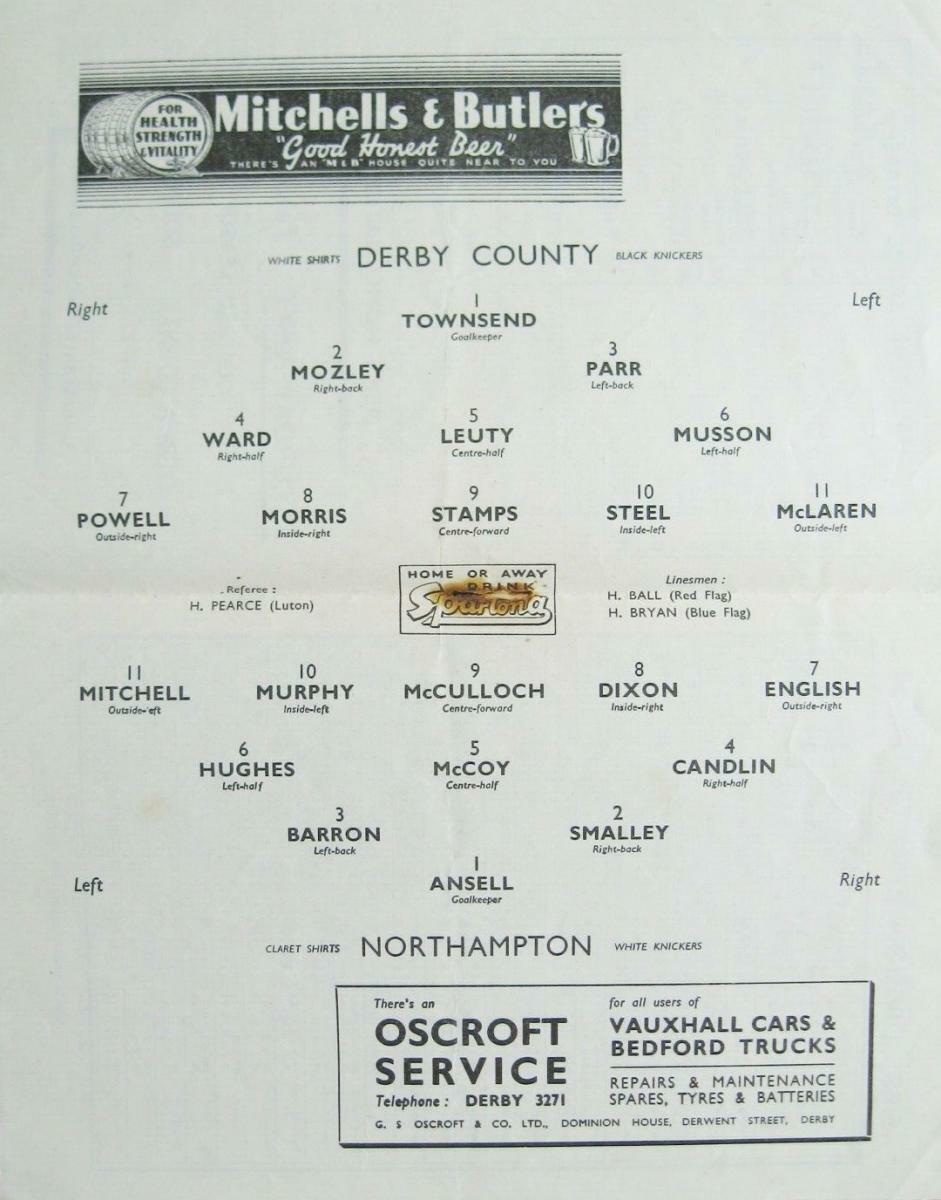 FOR
HEALTH
STRENGTH
& VITALITY
Mitchells & Butlers
"Good Honest Beer"
THERE'S AN "M & B" HOUSE QUITE NEAR TO YOU
WHITE SHIRTS DERBY COUNTY BLACK KNICKERS
Right Left
1
TOWNSEND
Goalkeeper
2 3
MOZLEY PARR
Right-back Left-back
4 5 6
WARD LEUTY MUSSON
Right-half Centre-half Left-half
7 8 9 10 11
POWELL MORRIS STAMPS STEEL McLAREN
Outside-right Inside-right Centre-forward Inside-left Outside-left
Referee :
H. PEARCE (Luton)
HOME OR AWAY
DRINK
Spartona
Linesmen :
H. BALL (Red Flag)
H. BRYAN (Blue Flag)
11 10 9 8 7
MITCHELL MURPHY McCULLOCH DIXON ENGLISH
Outside-left Inside-left Centre-forward Inside-right Outside-right
6 5 4
HUGHES McCOY CANDLIN
Left-half Centre-half Right-half
3 2
BARRON SMALLEY
Left-back Right-back
1
ANSELL
Goalkeeper
Left Right
CLARET SHIRTS NORTHAMPTON WHITE KNICKERS
There's an
OSCROFT
SERVICE
Telephone : DERBY 3271
for all users of
VAUXHALL CARS &
BEDFORD TRUCKS
REPAIRS & MAINTENANCE
SPARES, TYRES & BATTERIES
G. S OSCROFT & CO. LTD., DOMINION HOUSE, DERWENT STREET, DERBY